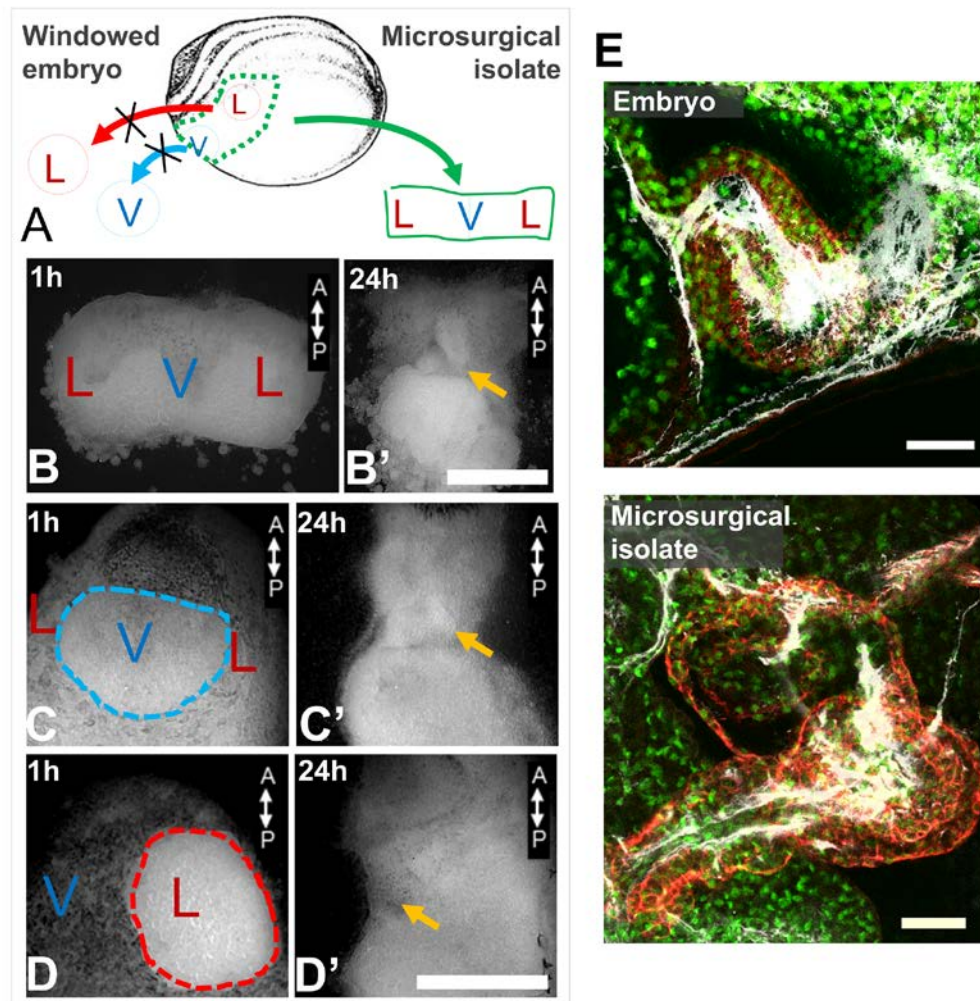 Windowed
embryo
Microsurgical
isolate
L
V
L
V
L V L
A
1h
A
P
L V L
B
24h
A
P
B'
1h
A
P
L
V
L
C
24h
A
P
C'
1h
A
P
V
L
D
24h
A
P
D'
E
Embryo
Microsurgical
isolate